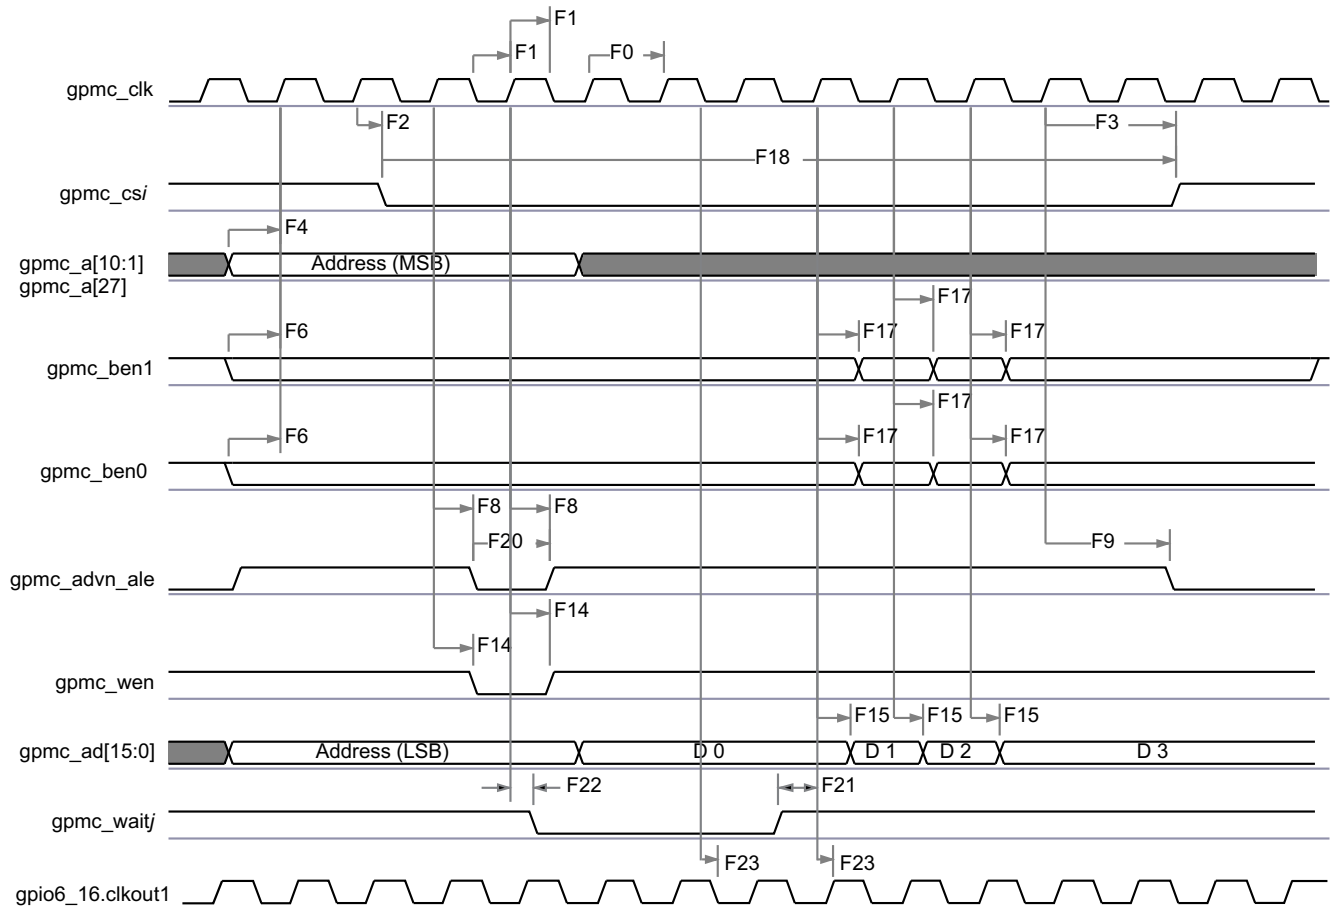 F1
F1
F0
gpmc_clk
F2
F3
F18
gpmc_csi
F4
gpmc_a[10:1]
Address (MSB)
gpmc_a[27]
F17
F6
F17
F17
gpmc_ben1
F17
F6
F17
F17
gpmc_ben0
F8
F8
F20
F9
gpmc_advn_ale
F14
F14
gpmc_wen
F15
F15
F15
gpmc_ad[15:0]
Address (LSB)
D 0
D 1
D 2
D 3
F22
F21
gpmc_waitj
F23
F23
gpio6_16.clkout1